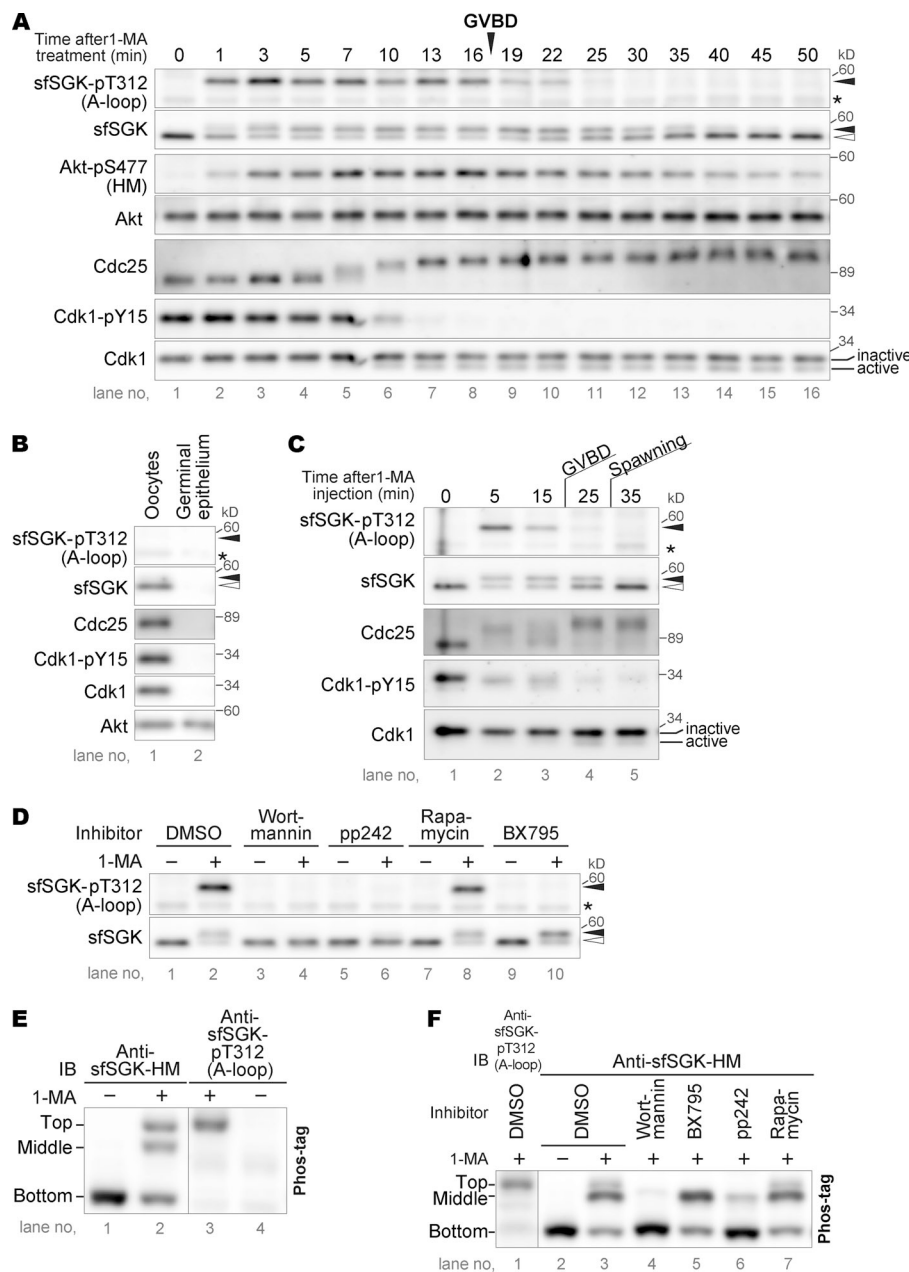 A
GVBD
Time after1-MA
treatment (min)
0 1 3 5 7 10 13 16 19 22 25 30 35 40 45 50
kD
sfSGK-pT312
(A-loop)
60
*
sfSGK
60
Akt-pS477
(HM)
60
Akt
60
Cdc25
89
Cdk1-pY15
34
Cdk1
34
inactive
active
lane no, 1 2 3 4 5 6 7 8 9 10 11 12 13 14 15 16
B
Oocytes
Germinal
epithelium
kD
sfSGK-pT312
(A-loop)
60
*
sfSGK
60
Cdc25
89
Cdk1-pY15
34
Cdk1
34
Akt
60
lane no, 1 2
C
GVBD
Spawning
Time after1-MA
injection (min)
0 5 15 25 35
kD
sfSGK-pT312
(A-loop)
60
*
sfSGK
60
Cdc25
89
Cdk1-pY15
34
Cdk1
34
inactive
active
lane no, 1 2 3 4 5
D
Inhibitor DMSO Wort-
mannin pp242 Rapa-
mycin BX795
1-MA − + − + − + − + − +
kD
sfSGK-pT312
(A-loop)
60
*
sfSGK
60
lane no, 1 2 3 4 5 6 7 8 9 10
E
IB
Anti-
sfSGK-HM
Anti-
sfSGK-
pT312
(A-loop)
1-MA − + + −
Top
Middle
Bottom
Phos-tag
lane no, 1 2 3 4
F
IB
Anti-
sfSGK-
pT312
(A-loop)
Anti-sfSGK-HM
Inhibitor
DMSO
DMSO
Wort-
mannin
BX795
pp242
Rapa-
mycin
1-MA + − + + + + +
Top
Middle
Bottom
Phos-tag
lane no, 1 2 3 4 5 6 7